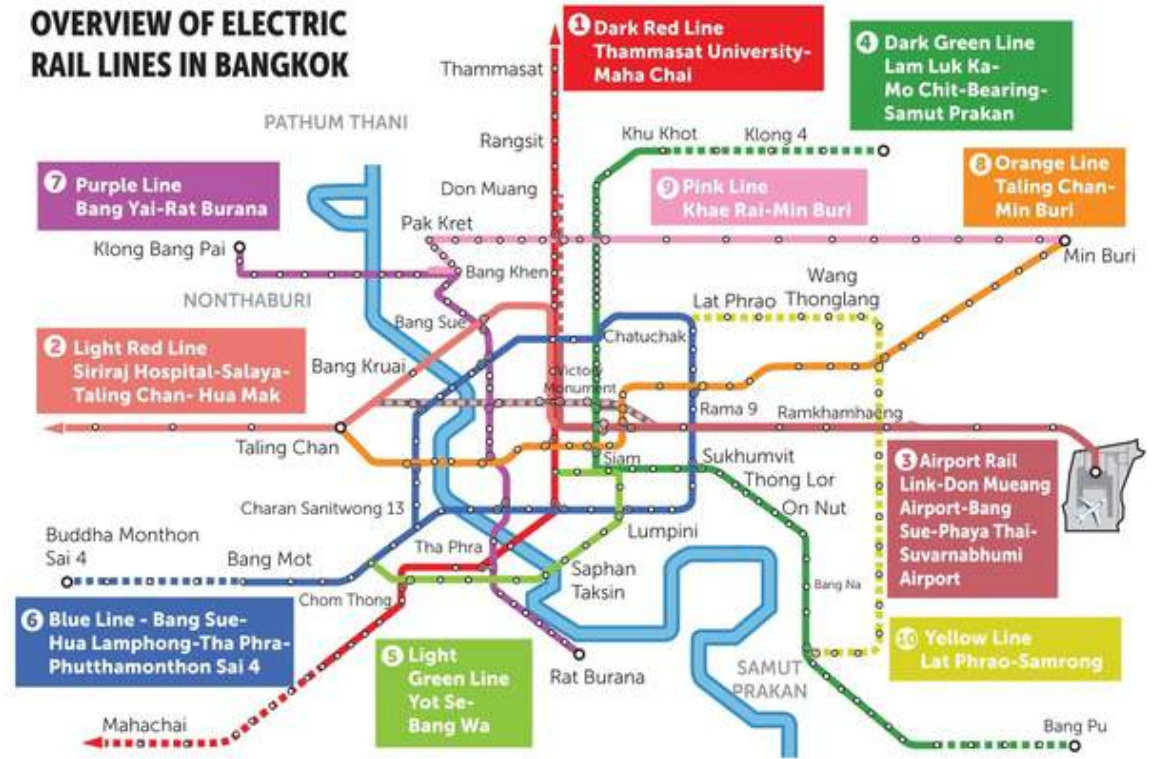 OVERVIEW OF ELECTRIC
RAIL LINES IN BANGKOK
1 Dark Red Line
Thammasat University-
Maha Chai
4 Dark Green Line
Lam Luk Ka-
Mo Chit-Bearing-
Samut Prakan
Thammasat
PATHUM THANI
Rangsit
Khu Khot
Klong 4
7 Purple Line
Bang Yai-Rat Burana
Don Muang
9 Pink Line
Khae Rai-Min Buri
8 Orange Line
Taling Chan-
Min Buri
Pak Kret
Klong Bang Pai
Min Buri
Bang Khen
Wang
Thonglang
NONTHABURI
Lat Phrao
Bang Sue
Chatuchak
2 Light Red Line
Siriraj Hospital-Salaya-
Taling Chan- Hua Mak
Bang Kruai
Victory
Monument
Rama 9
Ramkhamhaeng
Taling Chan
Siam
Sukhumvit
3 Airport Rail
Link-Don Mueang
Airport-Bang
Sue-Phaya Thai-
Suvarnabhumi
Airport
Thong Lor
On Nut
Charan Sanitwong 13
Lumpini
Buddha Monthon
Sai 4
Bang Mot
Tha Phra
Saphan
Taksin
Bang Na
Chom Thong
6 Blue Line - Bang Sue-
Hua Lamphong-Tha Phra-
Phutthamonthon Sai 4
10 Yellow Line
Lat Phrao-Samrong
5 Light
Green Line
Yot Se-
Bang Wa
Rat Burana
SAMUT
PRAKAN
Mahachai
Bang Pu